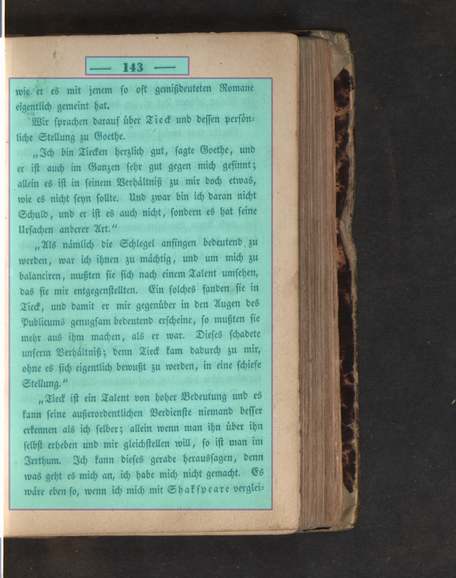 — 143 —
wie er es mit jenem so oft gemißdeuteten Romane
eigentlich gemeint hat.
Wir sprachen darauf über Tieck und dessen persön-
liche Stellung zu Goethe.
„Ich bin Tiecken herzlich gut, sagte Goethe, und
er ist auch im Ganzen sehr gut gegen mich gesinnt;
allein es ist in seinem Verhältniß zu mir doch etwas,
wie es nicht seyn sollte. Und zwar bin ich daran nicht
Schuld, und er ist es auch nicht, sondern es hat seine
Ursachen anderer Art.“
„Als nämlich die Schlegel anfingen bedeutend zu
werden, war ich ihnen zu mächtig, und um mich zu
balanciren, mußten sie sich nach einem Talent umsehen,
das sie mir entgegenstellten. Ein solches fanden sie in
Tieck, und damit er mir gegenüber in den Augen des
Publicums genugsam bedeutend erscheine, so mußten sie
mehr aus ihm machen, als er war. Dieses schadete
unserm Verhältniß; denn Tieck kam dadurch zu mir,
ohne es sich eigentlich bewußt zu werden, in eine schiefe
Stellung.“
„Tieck ist ein Talent von hoher Bedeutung und es
kann seine außerordentlichen Verdienste niemand besser
erkennen als ich selber; allein wenn man ihn über ihn
selbst erheben und mir gleichstellen will, so ist man im
Irrthum. Ich kann dieses gerade heraussagen, denn
was geht es mich an, ich habe mich nicht gemacht. Es
wäre eben so, wenn ich mich mit Shakspeare verglei-